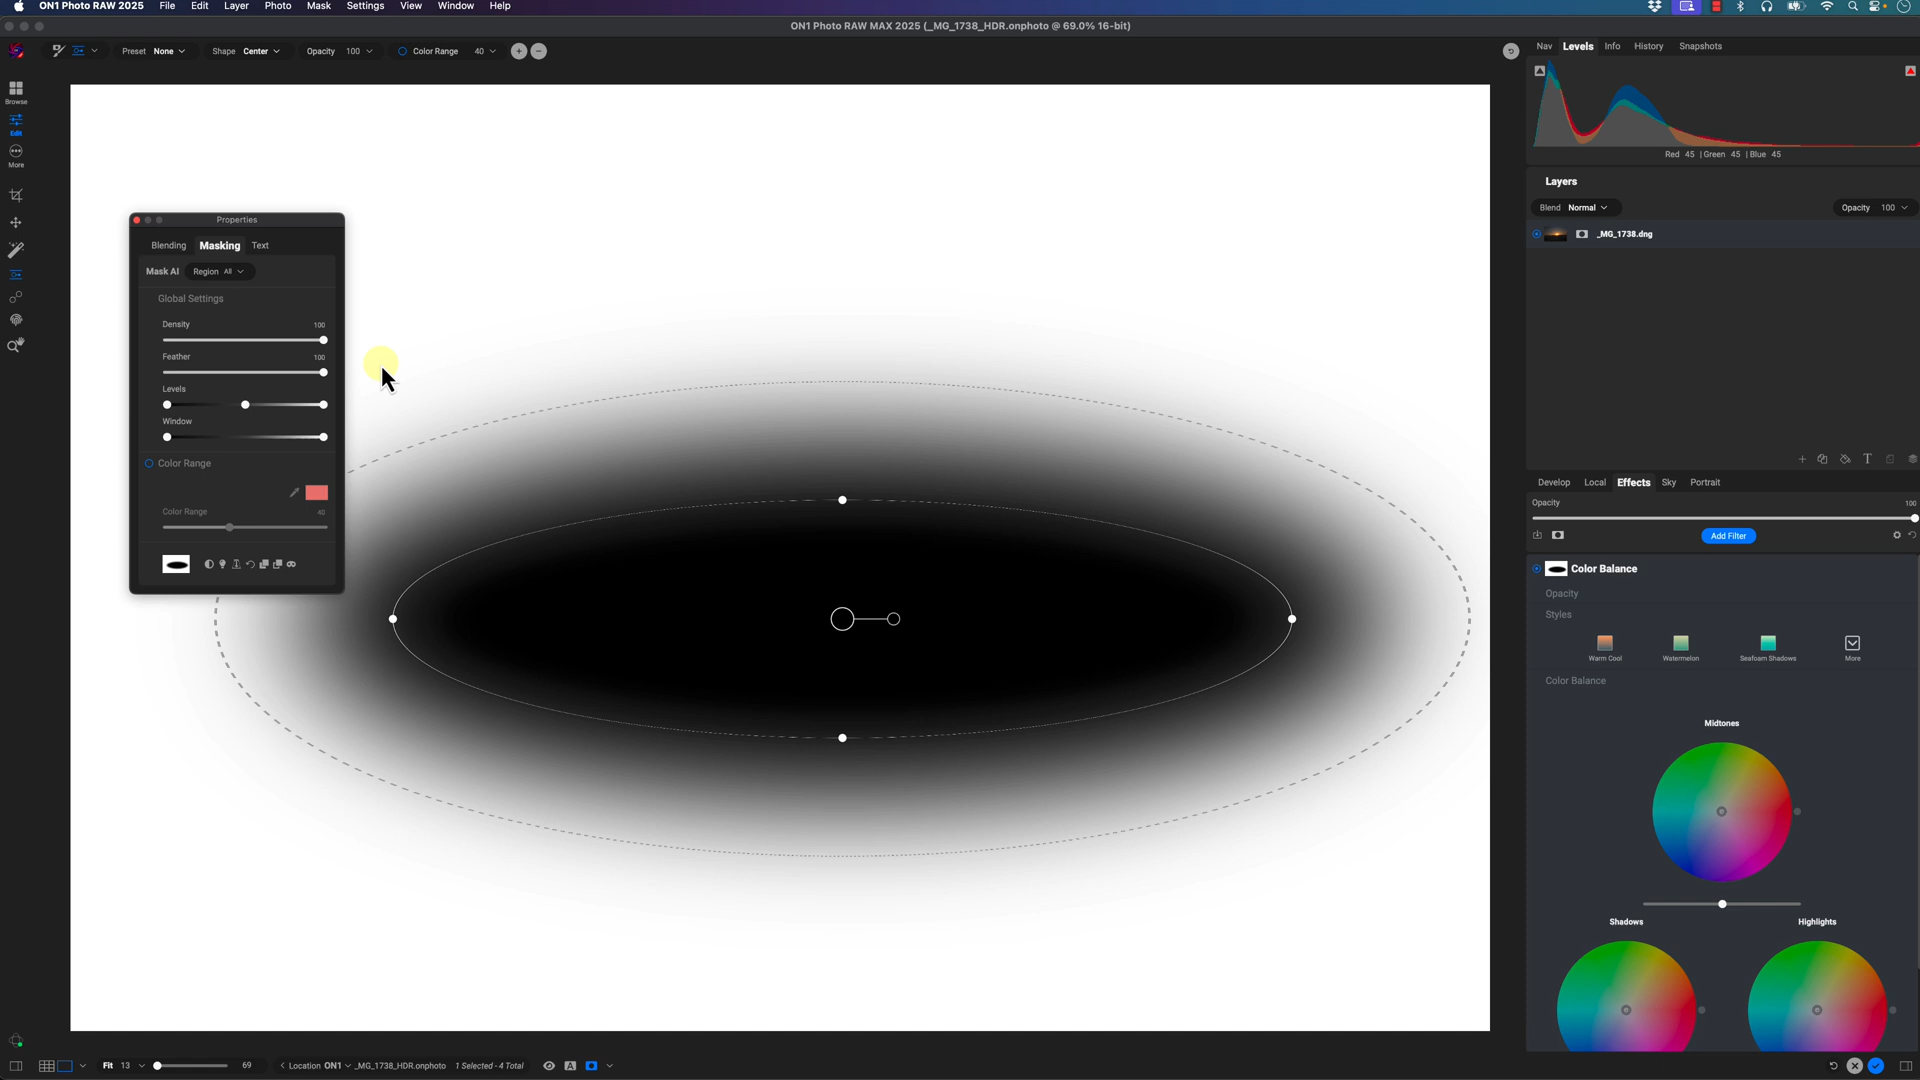 ON1 Photo RAW 2025 File Edit Layer Photo Mask Settings View Window Help
ON1 Photo RAW MAX 2025 (_MG_1738_HDR.onphoto @ 69.0% 16-bit)
Preset None Shape Center Opacity 100 Color Range 40
Nav Levels Info History Snapshots
Browse
Edit
More
Red 45 | Green 45 | Blue 45
Layers
Blend Normal Opacity 100
_MG_1738.dng
Properties
Blending Masking Text
Mask AI Region All
Global Settings
Density 100
Feather 100
Levels
Window
Color Range
Color Range 40
Develop Local Effects Sky Portrait
Opacity 100
Add Filter
Color Balance
Opacity
Styles
Warm Cool Watermelon Seafoam Shadows More
Color Balance
Midtones
Shadows Highlights
Fit 13 69 Location ON1 _MG_1738_HDR.onphoto 1 Selected - 4 Total A